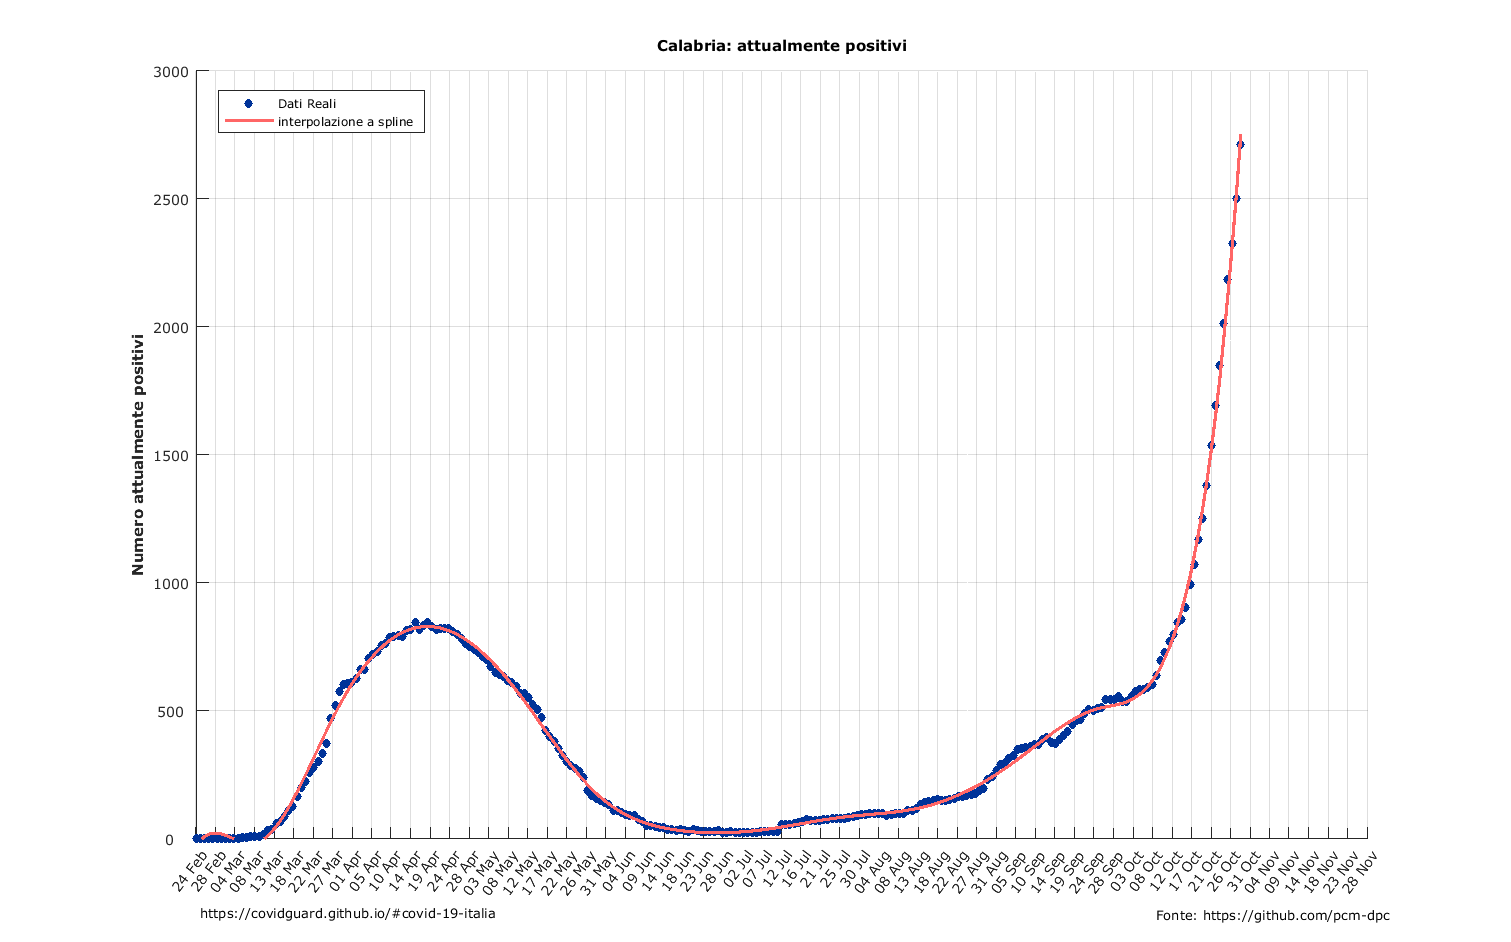 Calabria: attualmente positivi
3000
2500
2000
1500
1000
500
0
Numero attualmente positivi
Dati Reali
interpolazione a spline
24 Feb
28 Feb
04 Mar
08 Mar
13 Mar
18 Mar
22 Mar
27 Mar
01 Apr
05 Apr
10 Apr
14 Apr
19 Apr
24 Apr
28 Apr
03 May
08 May
12 May
17 May
22 May
26 May
31 May
04 Jun
09 Jun
14 Jun
18 Jun
23 Jun
28 Jun
02 Jul
07 Jul
12 Jul
16 Jul
21 Jul
25 Jul
30 Jul
04 Aug
08 Aug
13 Aug
18 Aug
22 Aug
27 Aug
31 Aug
05 Sep
10 Sep
14 Sep
19 Sep
24 Sep
28 Sep
03 Oct
08 Oct
12 Oct
17 Oct
21 Oct
26 Oct
31 Oct
04 Nov
09 Nov
14 Nov
18 Nov
23 Nov
28 Nov
https://covidguard.github.io/#covid-19-italia
Fonte: https://github.com/pcm-dpc